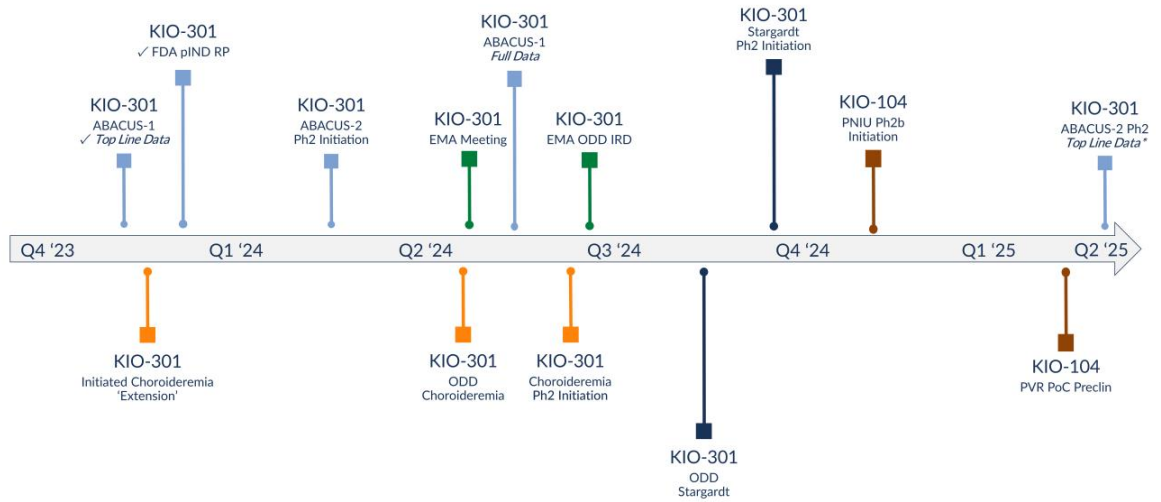 KIO-301
✓ FDA pIND RP
KIO-301
ABACUS-1
Full Data
KIO-301
Stargardt
Ph2 Initiation
KIO-301
ABACUS-1
✓ Top Line Data
KIO-301
ABACUS-2
Ph2 Initiation
KIO-301
EMA Meeting
KIO-301
EMA ODD IRD
KIO-104
PNIU Ph2b
Initiation
KIO-301
ABACUS-2 Ph2
Top Line Data*
Q4 ‘23
Q1 ‘24
Q2 ‘24
Q3 ‘24
Q4 ‘24
Q1 ‘25
Q2 ‘25
KIO-301
Initiated Choroideremia
‘Extension’
KIO-301
ODD
Choroideremia
KIO-301
Choroideremia
Ph2 Initiation
KIO-104
PVR PoC Preclin
KIO-301
ODD
Stargardt